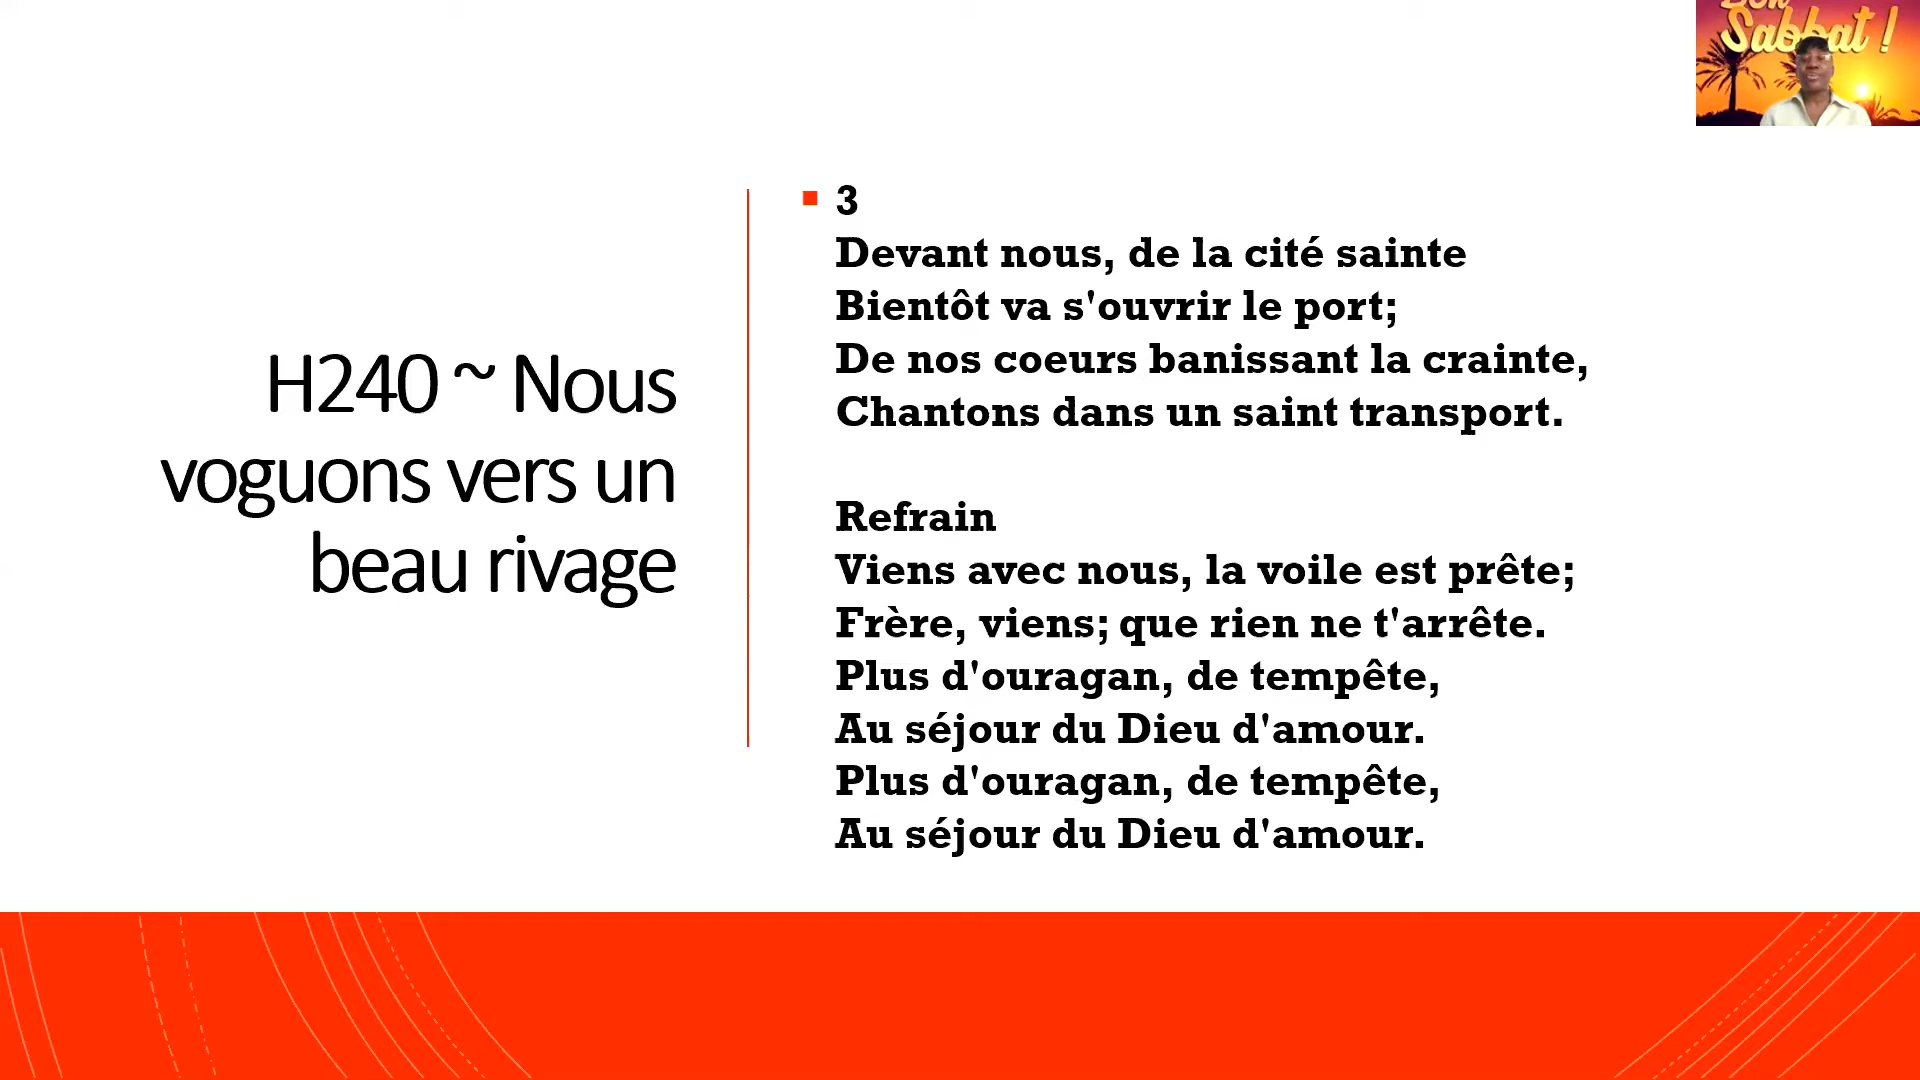 Bon
Sabbat !
H240 ~ Nous
voguons vers un
beau rivage
3
Devant nous, de la cité sainte
Bientôt va s'ouvrir le port;
De nos coeurs banissant la crainte,
Chantons dans un saint transport.
Refrain
Viens avec nous, la voile est prête;
Frère, viens; que rien ne t'arrête.
Plus d'ouragan, de tempête,
Au séjour du Dieu d'amour.
Plus d'ouragan, de tempête,
Au séjour du Dieu d'amour.